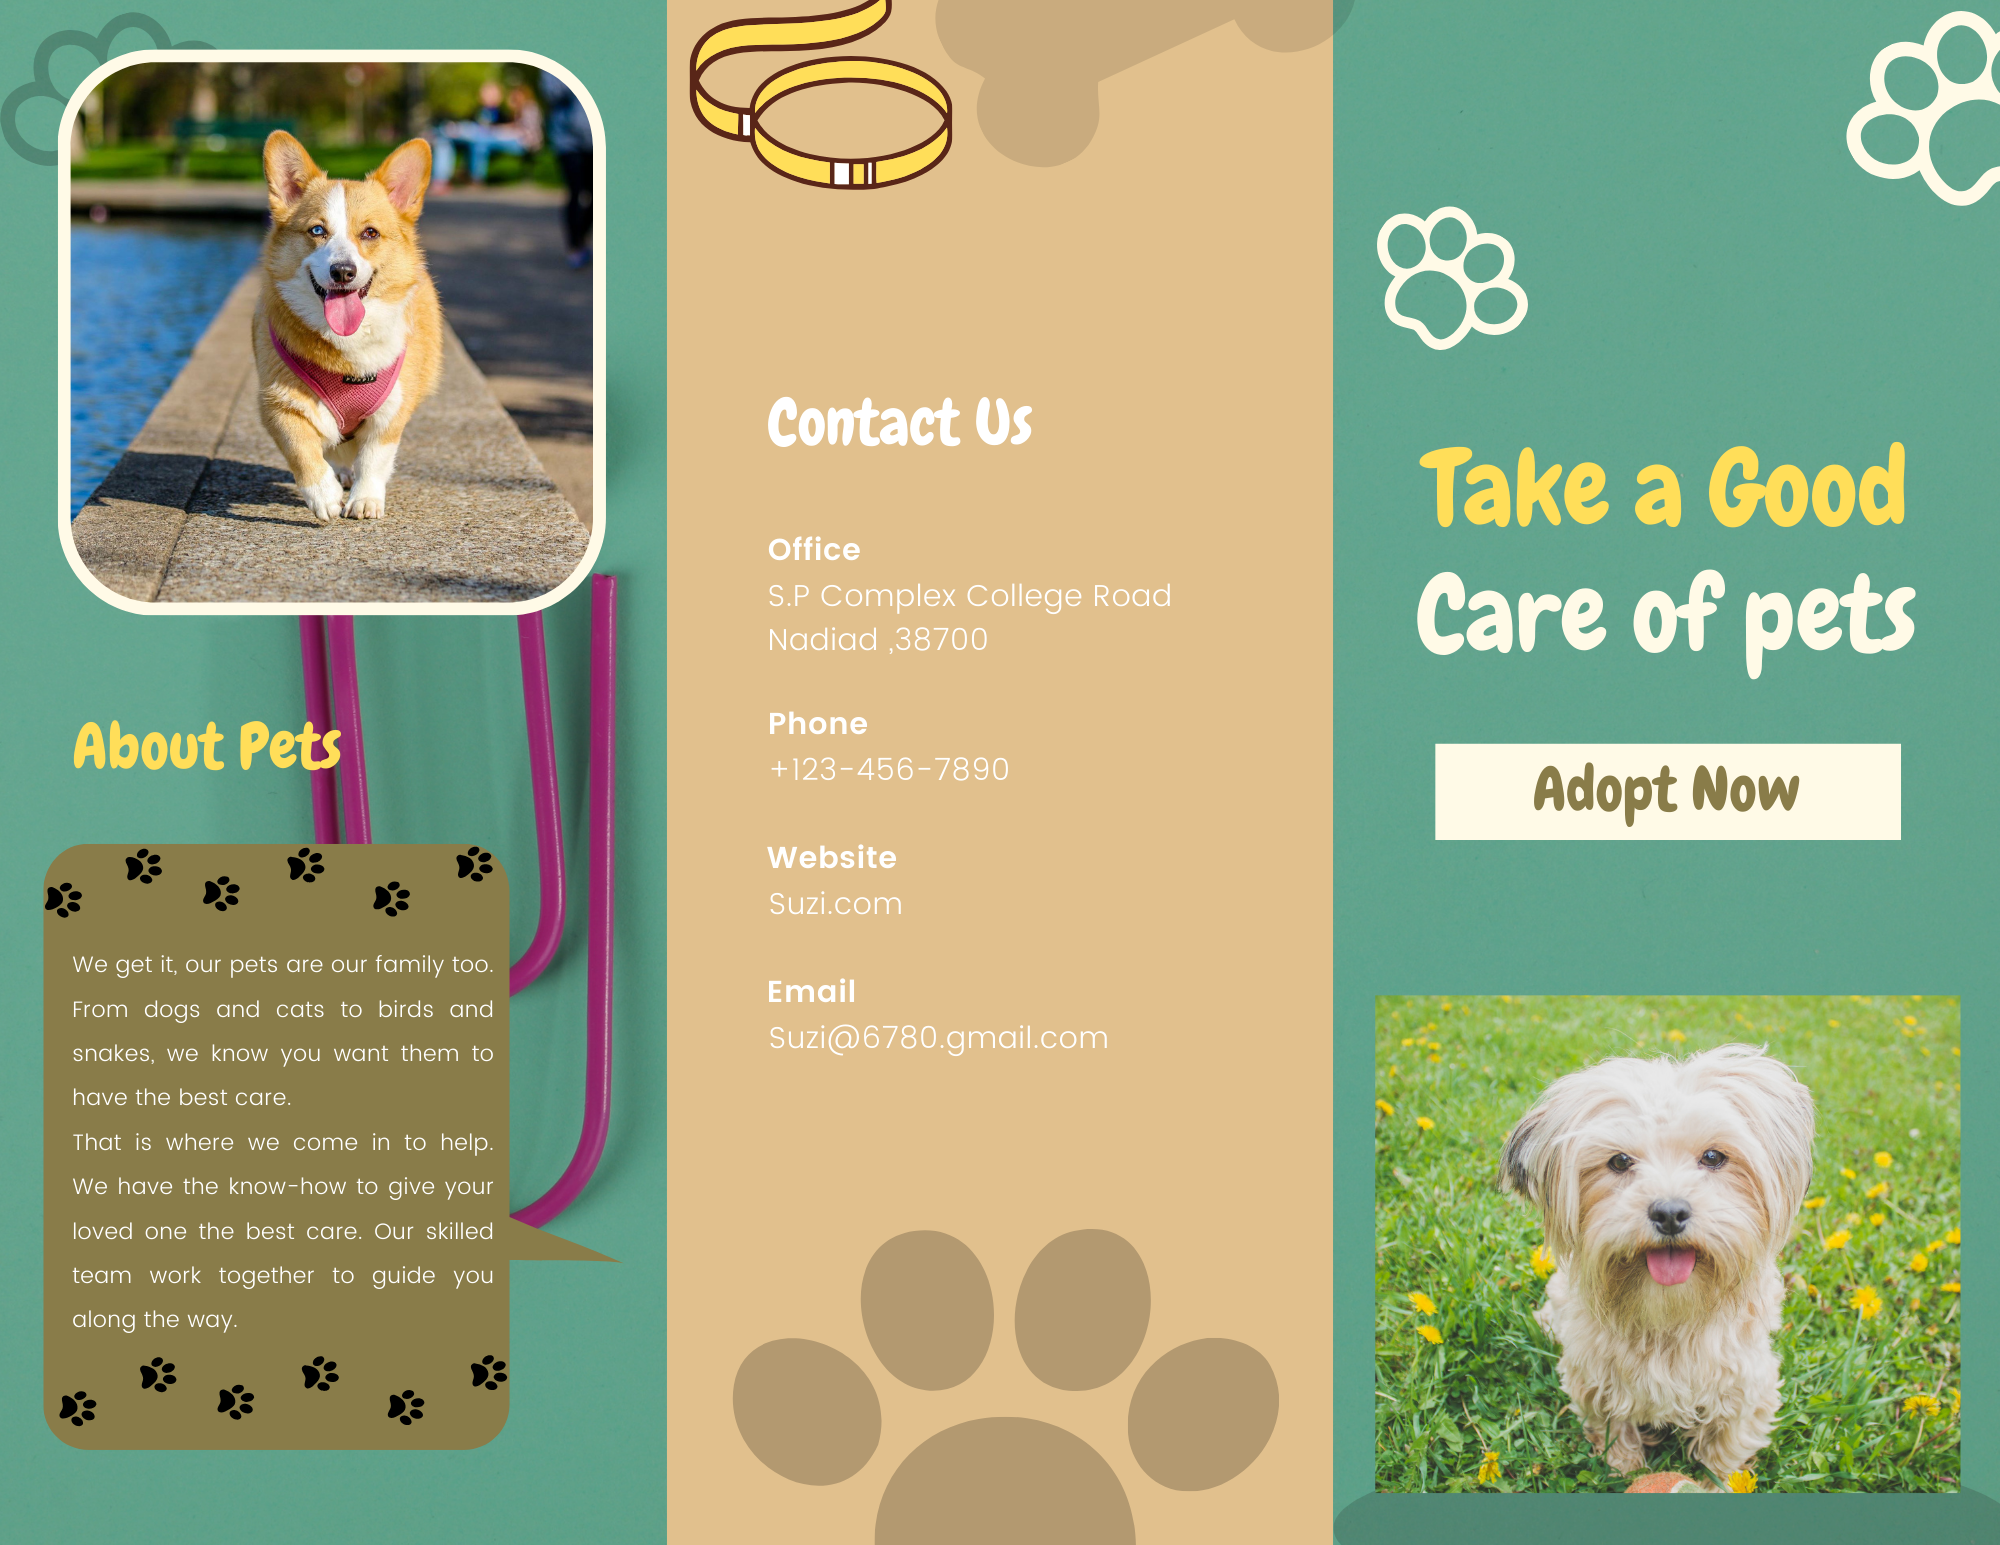 About Pets
We get it, our pets are our family too.
From dogs and cats to birds and
snakes, we know you want them to
have the best care.
That is where we come in to help.
We have the know-how to give your
loved one the best care. Our skilled
team work together to guide you
along the way.
Contact Us
Office
S.P Complex College Road
Nadiad ,38700
Phone
+123-456-7890
Website
Suzi.com
Email
Suzi@6780.gmail.com
Take a Good
Care of pets
Adopt Now